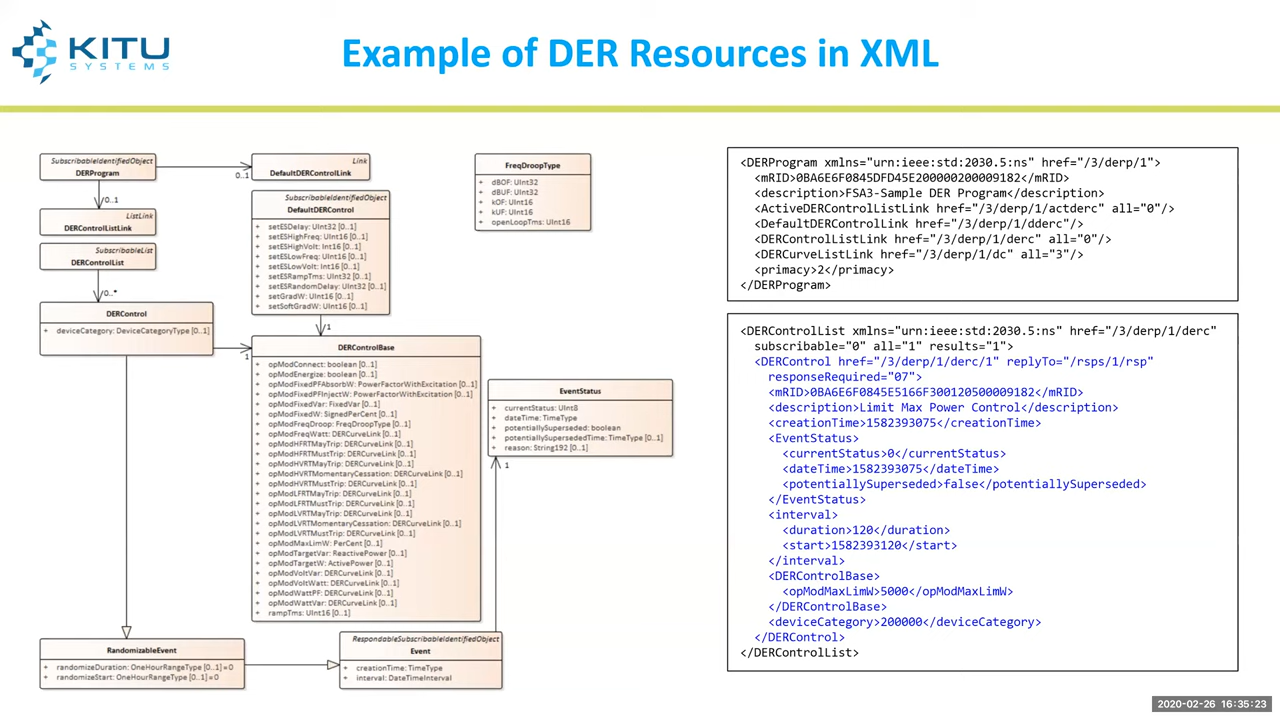 KITU
SYSTEMS
Example of DER Resources in XML
SubscribableIdentifiedObject
DERProgram
0..1
Link
DefaultDERControlLink
/0..1
ListLink
DERControlListLink
SubscribableList
DERControlList
/0..*
DERControl
+ deviceCategory: DeviceCategoryType [0..1]
1
SubscribableIdentifiedObject
DefaultDERControl
+ setESDelay: UInt32 [0..1]
+ setESHighFreq: UInt16 [0..1]
+ setESHighVolt: Int16 [0..1]
+ setESLowFreq: UInt16 [0..1]
+ setESLowVolt: Int16 [0..1]
+ setESRampTms: UInt32 [0..1]
+ setESRandomDelay: UInt32 [0..1]
+ setGradW: UInt16 [0..1]
+ setSoftGradW: UInt16 [0..1]
/1
DERControlBase
+ opModConnect: boolean [0..1]
+ opModEnergize: boolean [0..1]
+ opModFixedPFAbsorbW: PowerFactorWithExcitation [0..1]
+ opModFixedPFInjectW: PowerFactorWithExcitation [0..1]
+ opModFixedVar: FixedVar [0..1]
+ opModFixedW: SignedPerCent [0..1]
+ opModFreqDroop: FreqDroopType [0..1]
+ opModFreqWatt: DERCurveLink [0..1]
+ opModHFRTMayTrip: DERCurveLink [0..1]
+ opModHFRTMustTrip: DERCurveLink [0..1]
+ opModHVRTMayTrip: DERCurveLink [0..1]
+ opModHVRTMomentaryCessation: DERCurveLink [0..1]
+ opModHVRTMustTrip: DERCurveLink [0..1]
+ opModLFRTMayTrip: DERCurveLink [0..1]
+ opModLFRTMustTrip: DERCurveLink [0..1]
+ opModLVRTMayTrip: DERCurveLink [0..1]
+ opModLVRTMomentaryCessation: DERCurveLink [0..1]
+ opModLVRTMustTrip: DERCurveLink [0..1]
+ opModMaxLimW: PerCent [0..1]
+ opModTargetVar: ReactivePower [0..1]
+ opModTargetW: ActivePower [0..1]
+ opModVoltVar: DERCurveLink [0..1]
+ opModVoltWatt: DERCurveLink [0..1]
+ opModWattPF: DERCurveLink [0..1]
+ opModWattVar: DERCurveLink [0..1]
+ rampTms: UInt16 [0..1]
FreqDroopType
+ dBOF: UInt32
+ dBUF: UInt32
+ kOF: UInt16
+ kUF: UInt16
+ openLoopTms: UInt16
EventStatus
+ currentStatus: UInt8
+ dateTime: TimeType
+ potentiallySuperseded: boolean
+ potentiallySupersededTime: TimeType [0..1]
+ reason: String192 [0..1]
1
RandomizableEvent
+ randomizeDuration: OneHourRangeType [0..1] = 0
+ randomizeStart: OneHourRangeType [0..1] = 0
RespondableSubscribableIdentifiedObject
Event
+ creationTime: TimeType
+ interval: DateTimeInterval
<DERProgram xmlns="urn:ieee:std:2030.5:ns" href="/3/derp/1">
<mRID>0BA6E6F0845DFD45E200000200009182</mRID>
<description>FSA3-Sample DER Program</description>
<ActiveDERControlListLink href="/3/derp/1/actderc" all="0"/>
<DefaultDERControlLink href="/3/derp/1/dderc"/>
<DERControlListLink href="/3/derp/1/derc" all="0"/>
<DERCurveListLink href="/3/derp/1/dc" all="3"/>
<primacy>2</primacy>
</DERProgram>
<DERControlList xmlns="urn:ieee:std:2030.5:ns" href="/3/derp/1/derc"
subscribable="0" all="1" results="1">
<DERControl href="/3/derp/1/derc/1" replyTo="/rsps/1/rsp"
responseRequired="07">
<mRID>0BA6E6F0845E5166F300120500009182</mRID>
<description>Limit Max Power Control</description>
<creationTime>1582393075</creationTime>
<EventStatus>
<currentStatus>0</currentStatus>
<dateTime>1582393075</dateTime>
<potentiallySuperseded>false</potentiallySuperseded>
</EventStatus>
<interval>
<duration>120</duration>
<start>1582393120</start>
</interval>
<DERControlBase>
<opModMaxLimW>5000</opModMaxLimW>
</DERControlBase>
<deviceCategory>200000</deviceCategory>
</DERControl>
</DERControlList>
2020-02-26 16:35:23